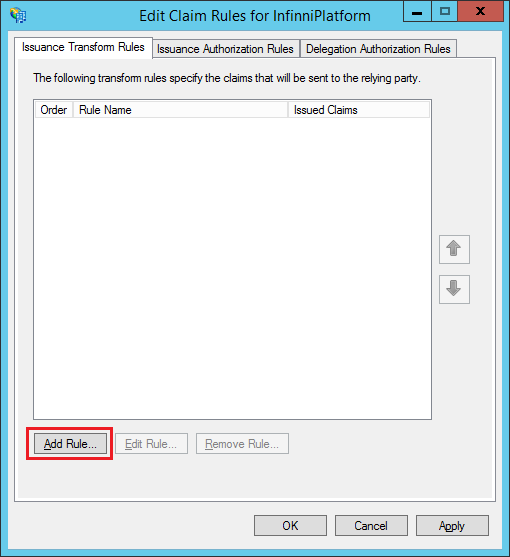 Edit Claim Rules for InfinniPlatform
Issuance Transform Rules Issuance Authorization Rules Delegation Authorization Rules
The following transform rules specify the claims that will be sent to the relying party.
Order Rule Name Issued Claims
Add Rule... Edit Rule... Remove Rule...
OK Cancel Apply